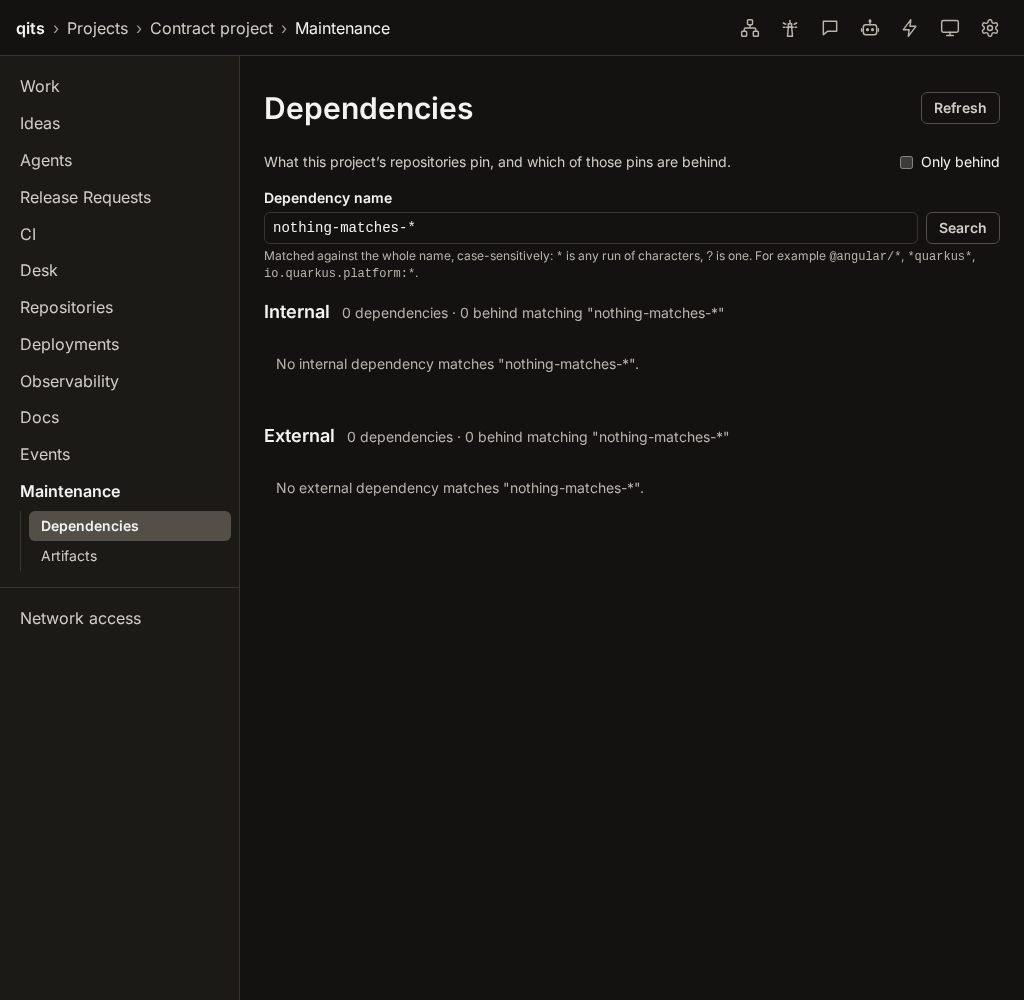 qits › Projects › Contract project › Maintenance
Work
Ideas
Agents
Release Requests
CI
Desk
Repositories
Deployments
Observability
Docs
Events
Maintenance
Dependencies
Artifacts
Network access
Dependencies
Refresh
What this project's repositories pin, and which of those pins are behind.
Only behind
Dependency name
nothing-matches-*
Search
Matched against the whole name, case-sensitively: * is any run of characters, ? is one. For example @angular/*, *quarkus*,
io.quarkus.platform:*.
Internal 0 dependencies · 0 behind matching "nothing-matches-*"
No internal dependency matches "nothing-matches-*".
External 0 dependencies · 0 behind matching "nothing-matches-*"
No external dependency matches "nothing-matches-*".